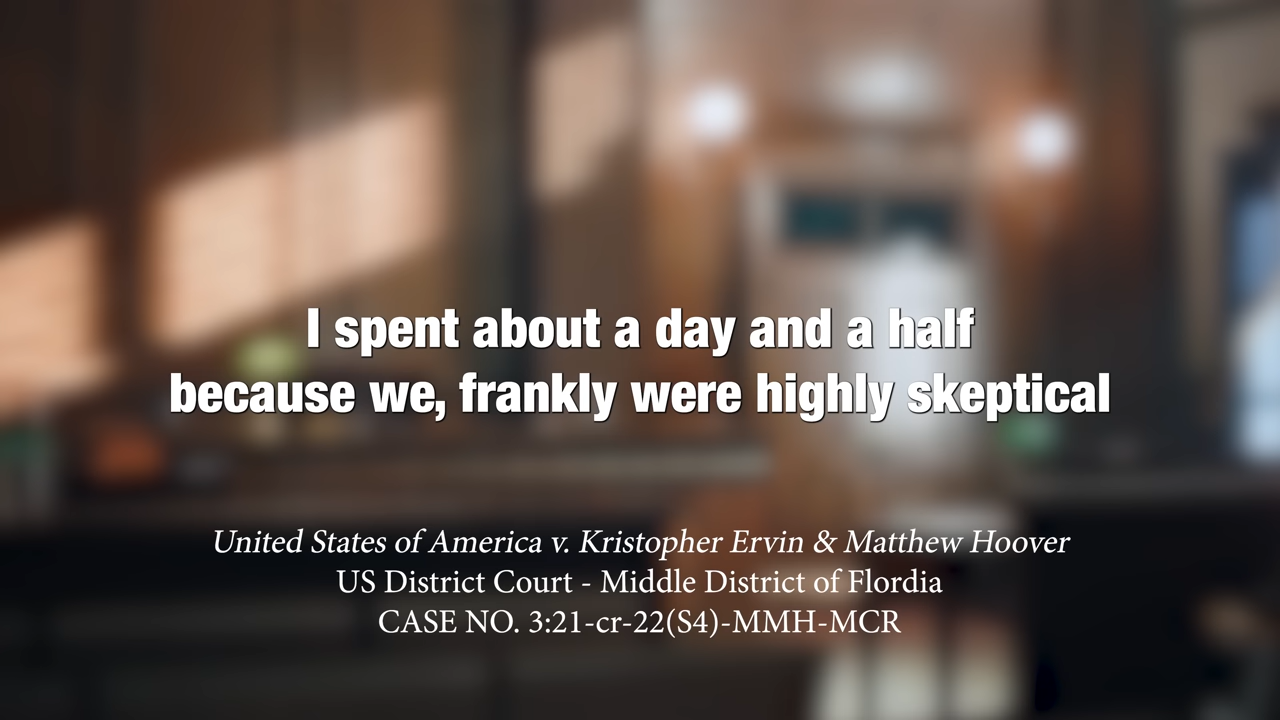 I spent about a day and a half
because we, frankly were highly skeptical
United States of America v. Kristopher Ervin & Matthew Hoover
US District Court - Middle District of Flordia
CASE NO. 3:21-cr-22(S4)-MMH-MCR